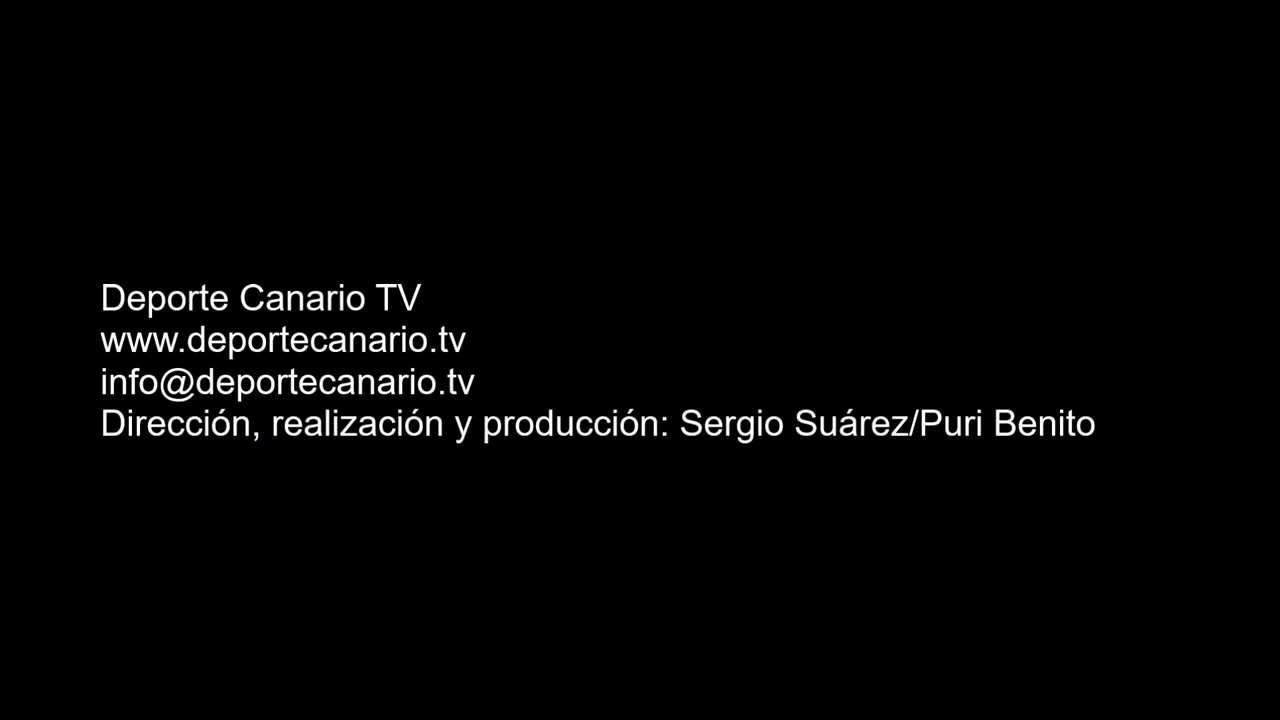 Deporte Canario TV
www.deportecanario.tv
info@deportecanario.tv
Dirección, realización y producción: Sergio Suárez/Puri Benito